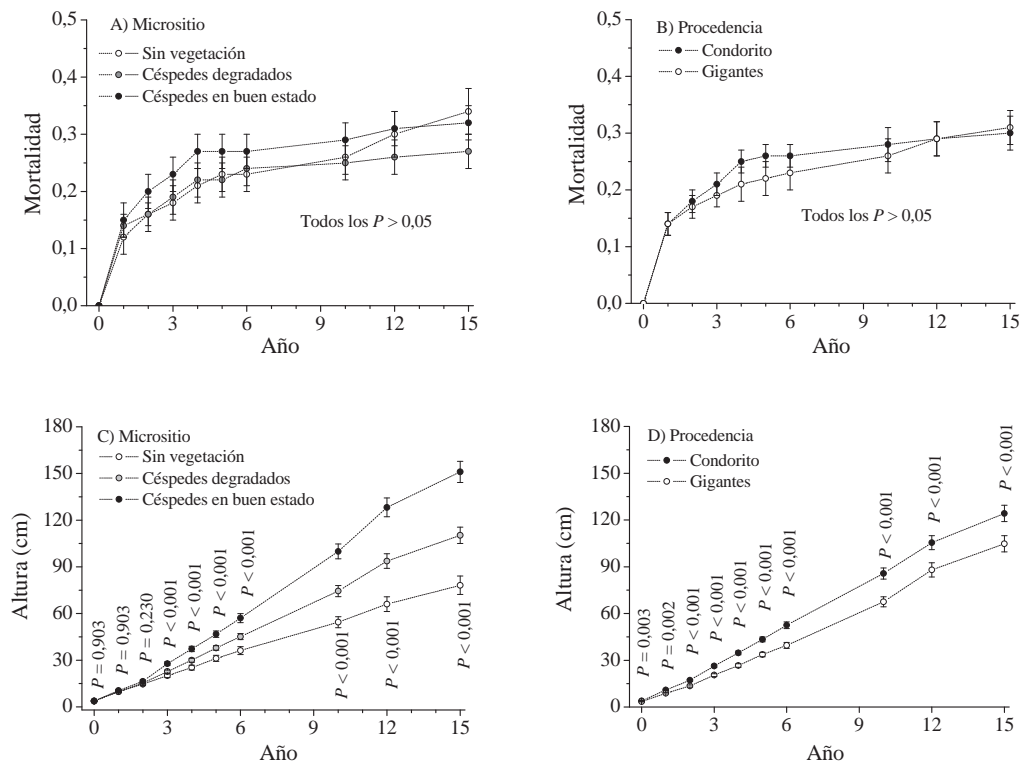 A) Micrositio
Sin vegetación
Céspedes degradados
Céspedes en buen estado
Mortalidad
0,5
0,4
0,3
0,2
0,1
0,0
Todos los P > 0,05
0 3 6 9 12 15
Año
B) Procedencia
Condorito
Gigantes
Mortalidad
0,5
0,4
0,3
0,2
0,1
0,0
Todos los P > 0,05
0 3 6 9 12 15
Año
C) Micrositio
Sin vegetación
Céspedes degradados
Céspedes en buen estado
Altura (cm)
180
150
120
90
60
30
0
P = 0,903
P = 0,903
P = 0,230
P < 0,001
P < 0,001
P < 0,001
P < 0,001
P < 0,001
P < 0,001
P < 0,001
0 3 6 9 12 15
Año
D) Procedencia
Condorito
Gigantes
Altura (cm)
180
150
120
90
60
30
0
P = 0,003
P = 0,002
P < 0,001
P < 0,001
P < 0,001
P < 0,001
P < 0,001
P < 0,001
P < 0,001
P < 0,001
0 3 6 9 12 15
Año